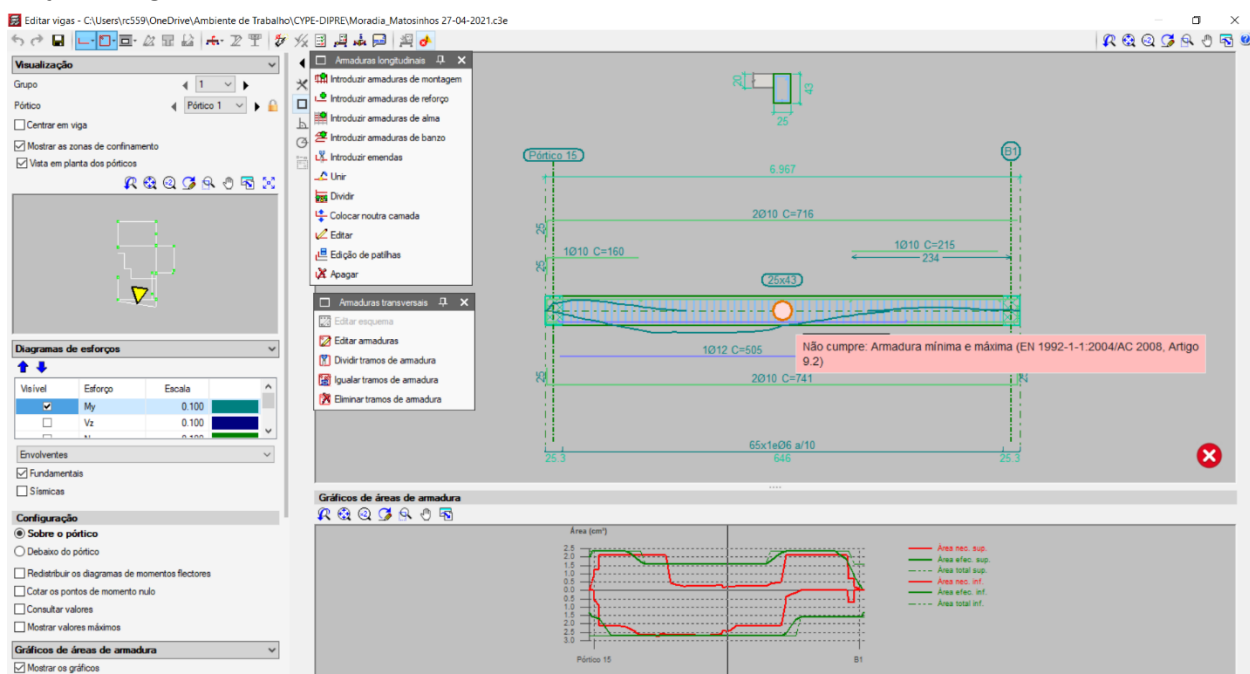 Editar vigas - C:\Users\rc559\OneDrive\Ambiente de Trabalho\CYPE-DIPRE\Moradia_Matosinhos 27-04-2021.c3e
Visualização
Grupo
1
Pórtico
Pórtico 1
Centrar em viga
Mostrar as zonas de confinamento
Vista em planta dos pórticos
Diagramas de esforços
Visível Esforço Escala
My 0.100
Vz 0.100
Envolventes
Fundamentais
Sísmicas
Configuração
Sobre o pórtico
Debaixo do pórtico
Redistribuir os diagramas de momentos flectores
Cotar os pontos de momento nulo
Consultar valores
Mostrar valores máximos
Gráficos de áreas de armadura
Mostrar os gráficos
Armaduras longitudinais
Introduzir armaduras de montagem
Introduzir armaduras de reforço
Introduzir armaduras de alma
Introduzir armaduras de banzo
Introduzir emendas
Unir
Dividir
Colocar noutra camada
Editar
Edição de patilhas
Apagar
Armaduras transversais
Editar esquema
Editar armaduras
Dividir tramos de armadura
Igualar tramos de armadura
Eliminar tramos de armadura
20
43
25
Pórtico 15
B1
6.967
2Ø10 C=716
25
1Ø10 C=160
1Ø10 C=215
234
25
25x43
Não cumpre: Armadura mínima e máxima (EN 1992-1-1:2004/AC 2008, Artigo
9.2)
1Ø12 C=505
25
2Ø10 C=741
25
65x1eØ6 a/10
25.3
646
25.3
Gráficos de áreas de armadura
Área (cm²)
2.5
2.0
1.5
1.0
0.5
0.0
0.5
1.0
1.5
2.0
2.5
3.0
Pórtico 15
B1
Área nec. sup.
Área efec. sup.
Área total sup.
Área nec. inf.
Área efec. inf.
Área total inf.